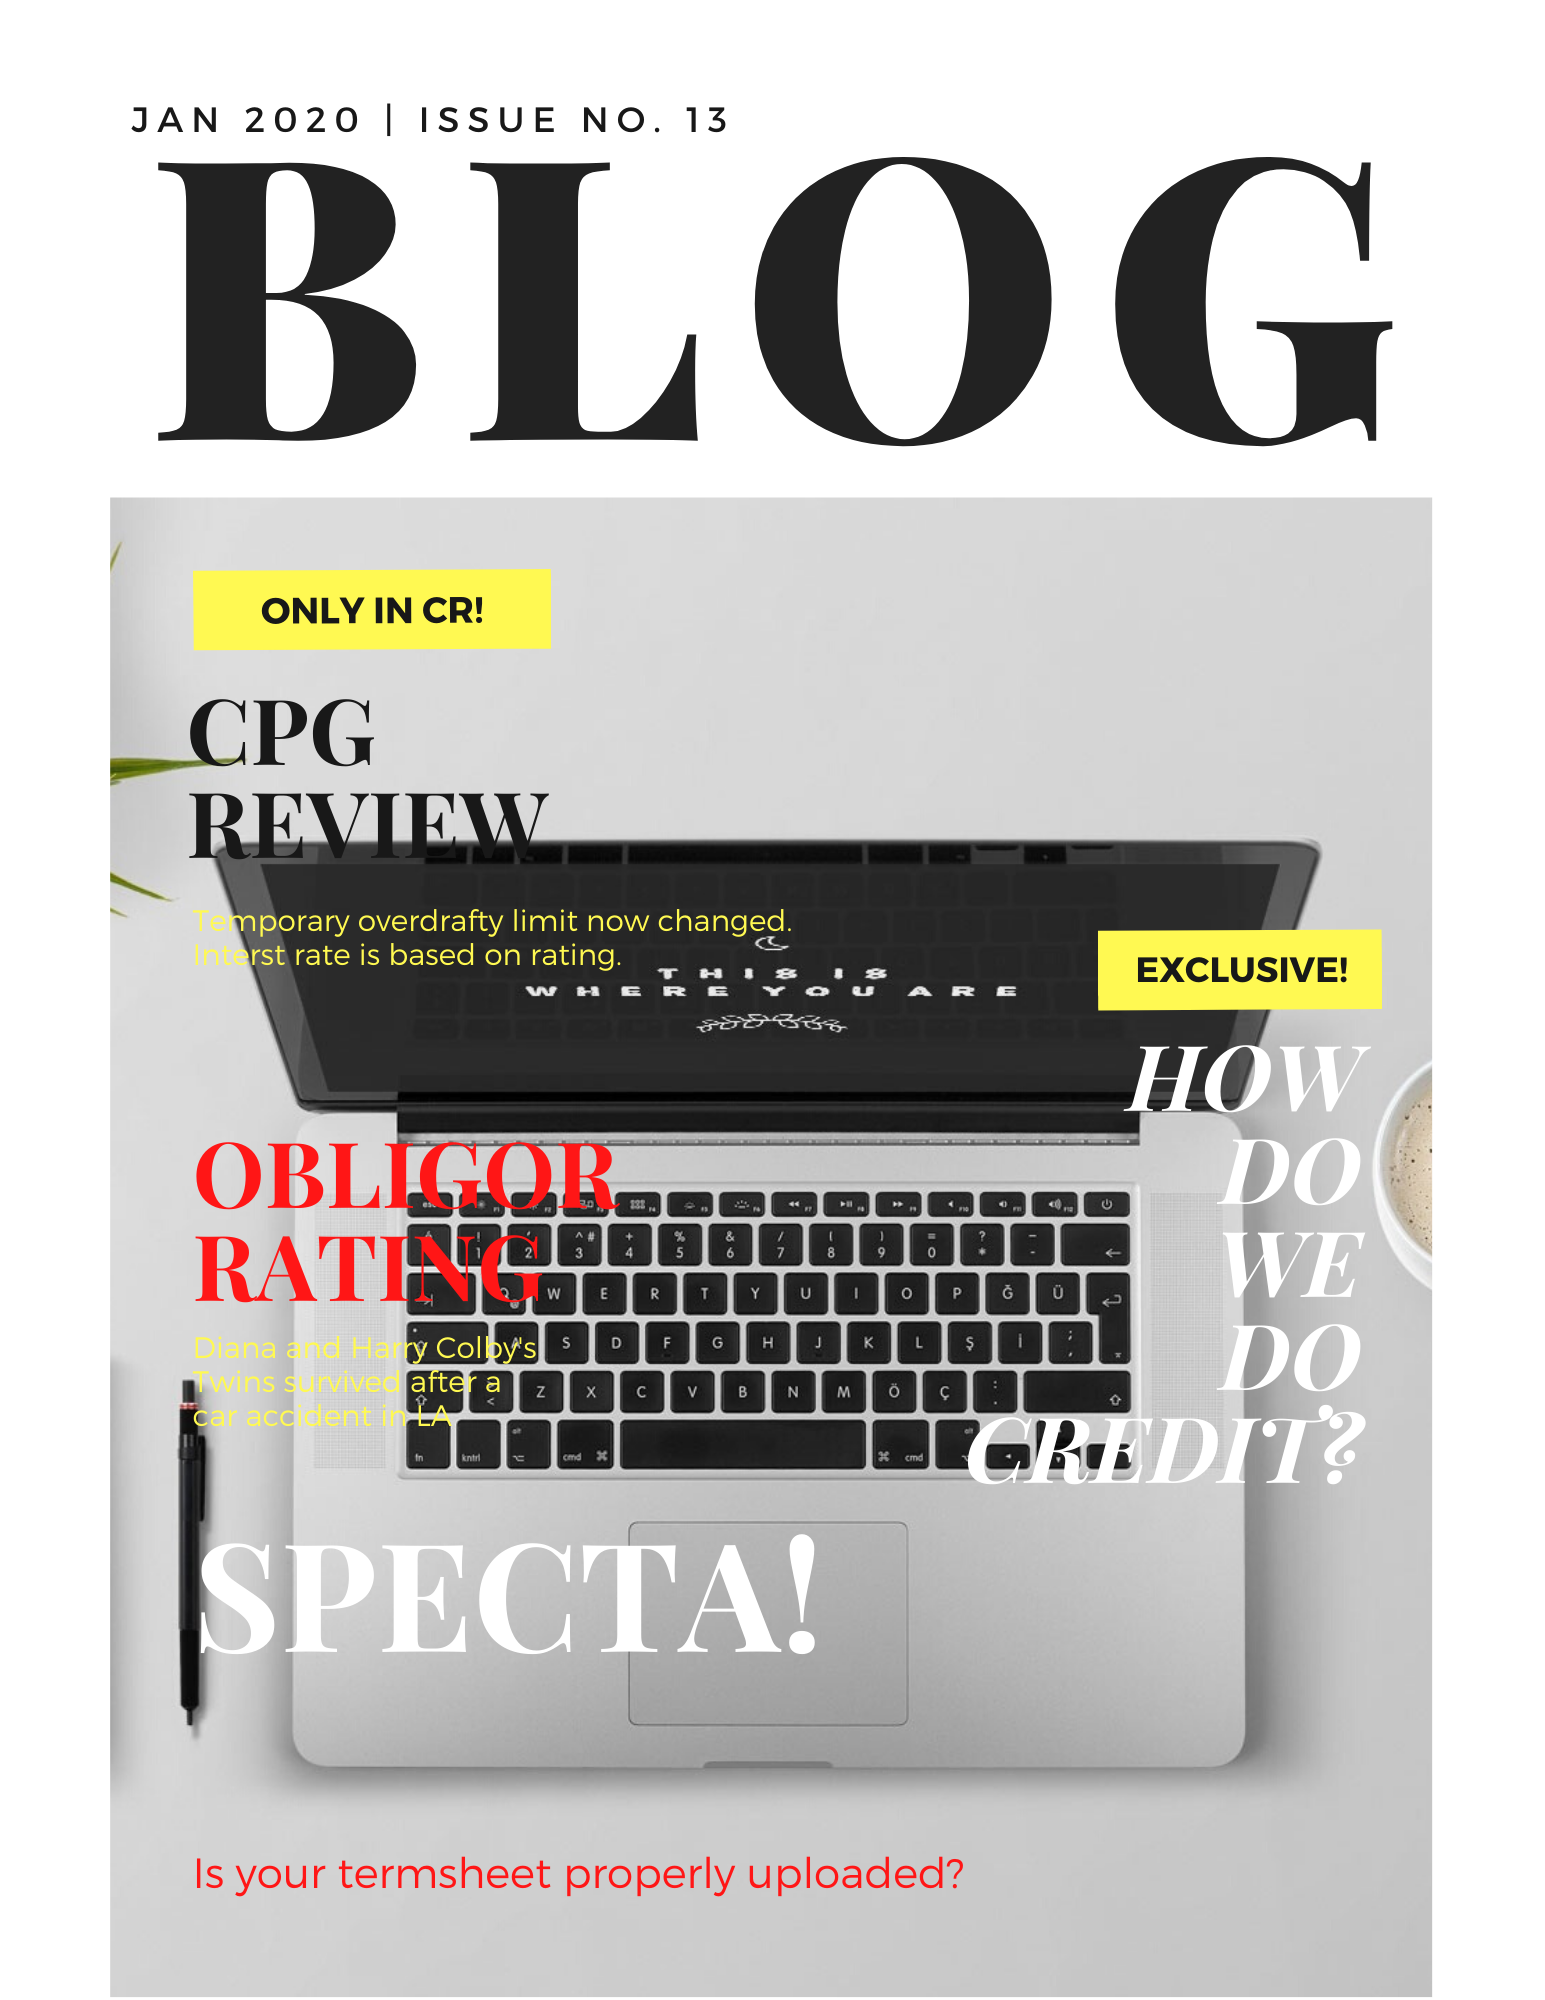 JAN 2020 | ISSUE NO. 13
BLOG
ONLY IN CR!
CPG
REVIEW
Temporary overdrafty limit now changed.
Interst rate is based on rating.
THIS IS
WHERE YOU ARE
EXCLUSIVE!
HOW
DO
WE
DO
CREDIT?
OBLIGOR
RATING
Diana and Harry Colby's
Twins survived after a
car accident in LA
SPECTA!
Is your termsheet properly uploaded?